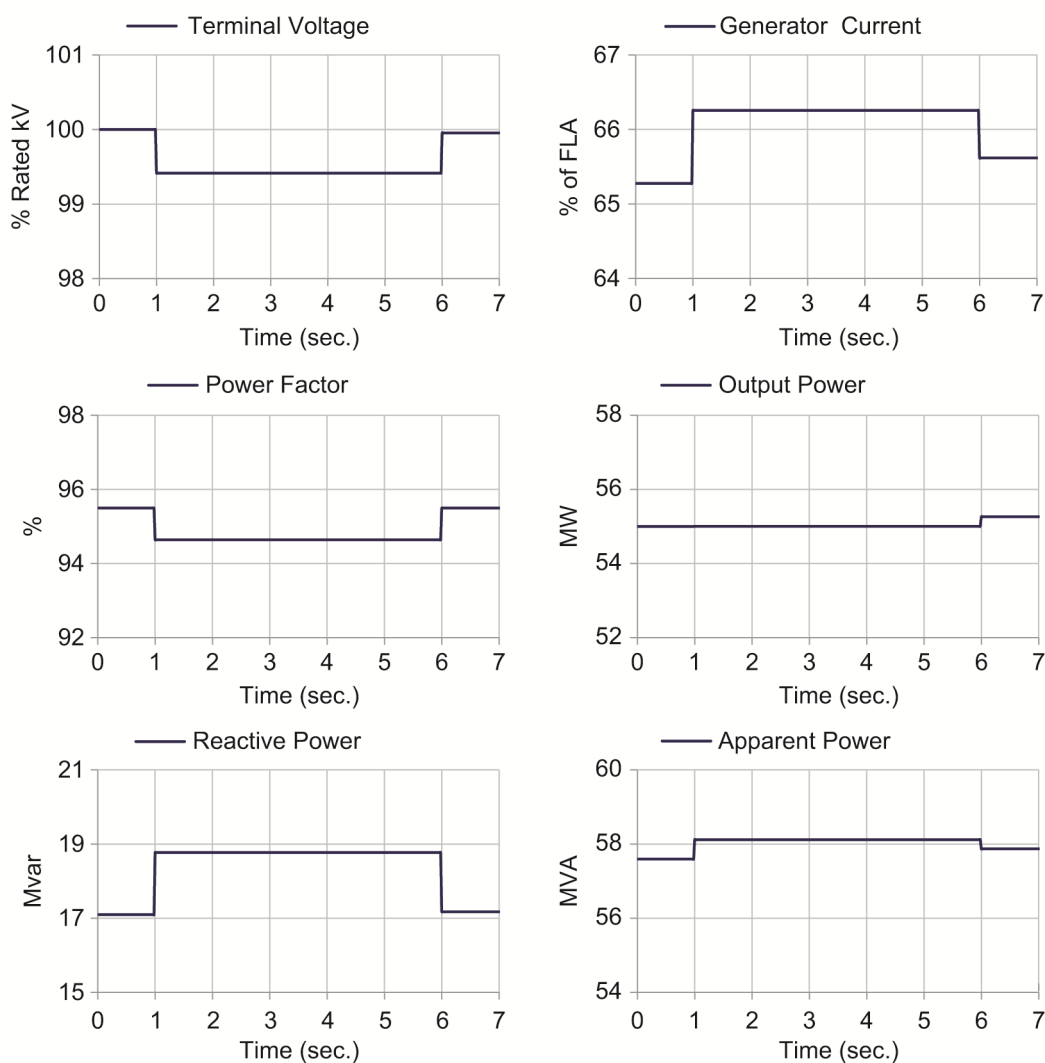 Terminal Voltage
% Rated kV
101
100
99
98
0 1 2 3 4 5 6 7
Time (sec.)
Generator Current
% of FLA
67
66
65
64
0 1 2 3 4 5 6 7
Time (sec.)
Power Factor
%
98
96
94
92
0 1 2 3 4 5 6 7
Time (sec.)
Output Power
MW
58
56
54
52
0 1 2 3 4 5 6 7
Time (sec.)
Reactive Power
Mvar
21
19
17
15
0 1 2 3 4 5 6 7
Time (sec.)
Apparent Power
MVA
60
58
56
54
0 1 2 3 4 5 6 7
Time (sec.)